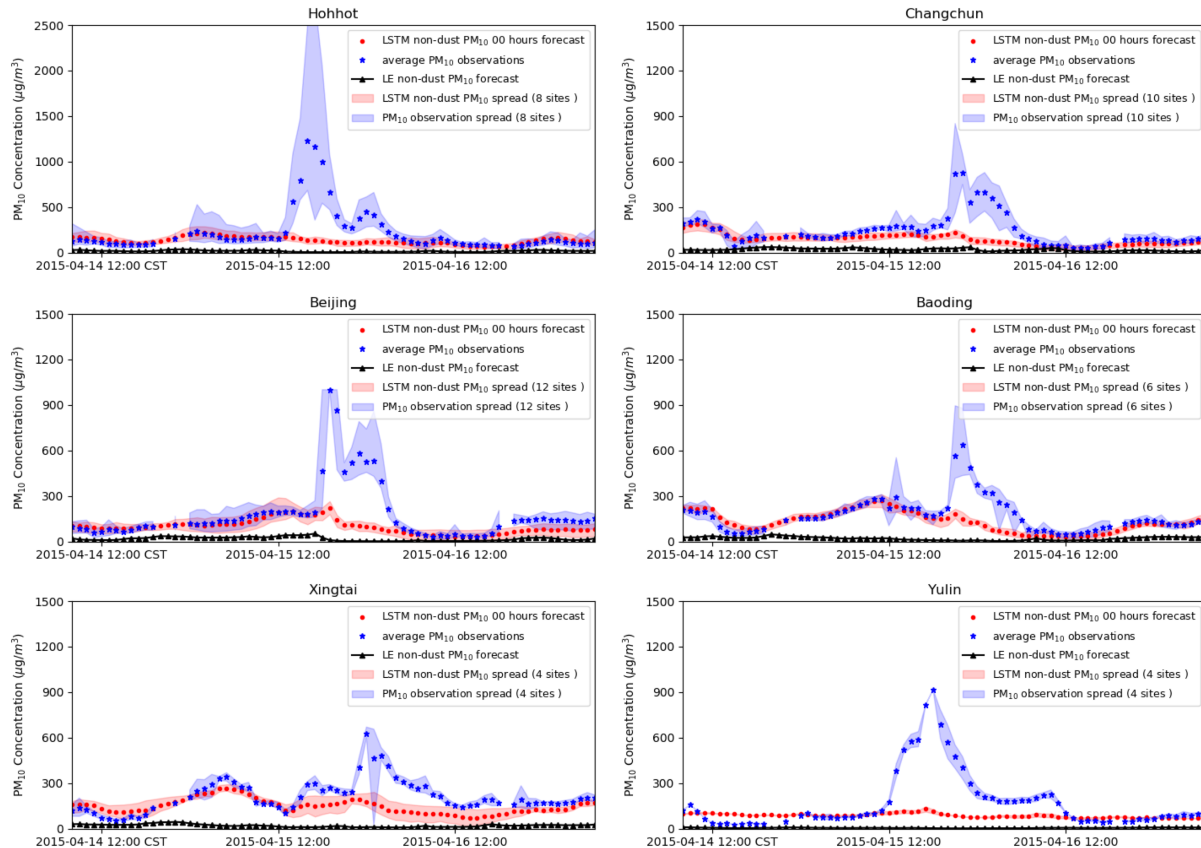 Hohhot
PM10 Concentration (μg/m3)
2500
2000
1500
1000
500
0
2015-04-14 12:00 CST
2015-04-15 12:00
2015-04-16 12:00
LSTM non-dust PM10 00 hours forecast
average PM10 observations
LE non-dust PM10 forecast
LSTM non-dust PM10 spread (8 sites )
PM10 observation spread (8 sites )
Changchun
PM10 Concentration (μg/m3)
1500
1200
900
600
300
0
2015-04-14 12:00 CST
2015-04-15 12:00
2015-04-16 12:00
LSTM non-dust PM10 00 hours forecast
average PM10 observations
LE non-dust PM10 forecast
LSTM non-dust PM10 spread (10 sites )
PM10 observation spread (10 sites )
Beijing
PM10 Concentration (μg/m3)
1500
1200
900
600
300
0
2015-04-14 12:00 CST
2015-04-15 12:00
2015-04-16 12:00
LSTM non-dust PM10 00 hours forecast
average PM10 observations
LE non-dust PM10 forecast
LSTM non-dust PM10 spread (12 sites )
PM10 observation spread (12 sites )
Baoding
PM10 Concentration (μg/m3)
1500
1200
900
600
300
0
2015-04-14 12:00 CST
2015-04-15 12:00
2015-04-16 12:00
LSTM non-dust PM10 00 hours forecast
average PM10 observations
LE non-dust PM10 forecast
LSTM non-dust PM10 spread (6 sites )
PM10 observation spread (6 sites )
Xingtai
PM10 Concentration (μg/m3)
1500
1200
900
600
300
0
2015-04-14 12:00 CST
2015-04-15 12:00
2015-04-16 12:00
LSTM non-dust PM10 00 hours forecast
average PM10 observations
LE non-dust PM10 forecast
LSTM non-dust PM10 spread (4 sites )
PM10 observation spread (4 sites )
Yulin
PM10 Concentration (μg/m3)
1500
1200
900
600
300
0
2015-04-14 12:00 CST
2015-04-15 12:00
2015-04-16 12:00
LSTM non-dust PM10 00 hours forecast
average PM10 observations
LE non-dust PM10 forecast
LSTM non-dust PM10 spread (4 sites )
PM10 observation spread (4 sites )